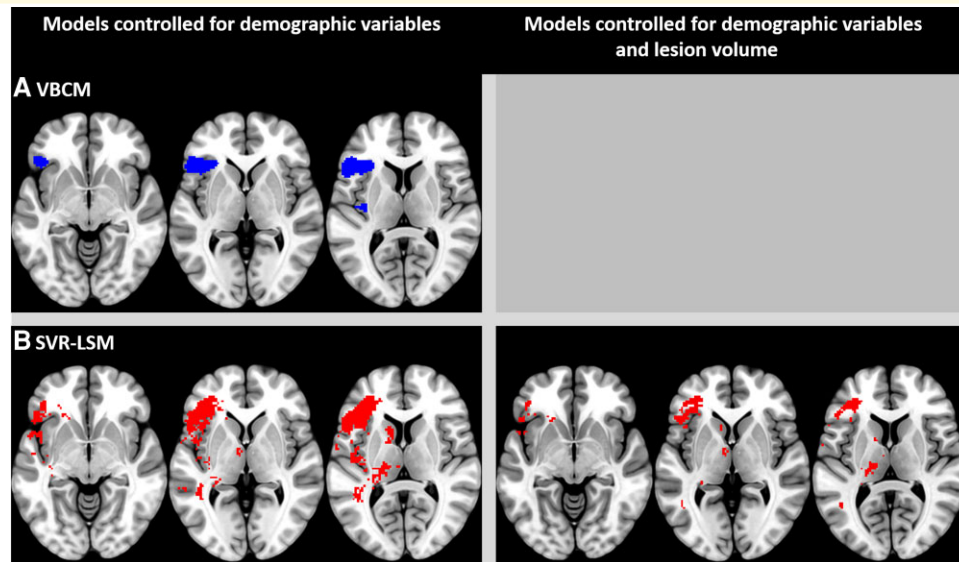 Models controlled for demographic variables
Models controlled for demographic variables
and lesion volume
A VBCM
B SVR-LSM